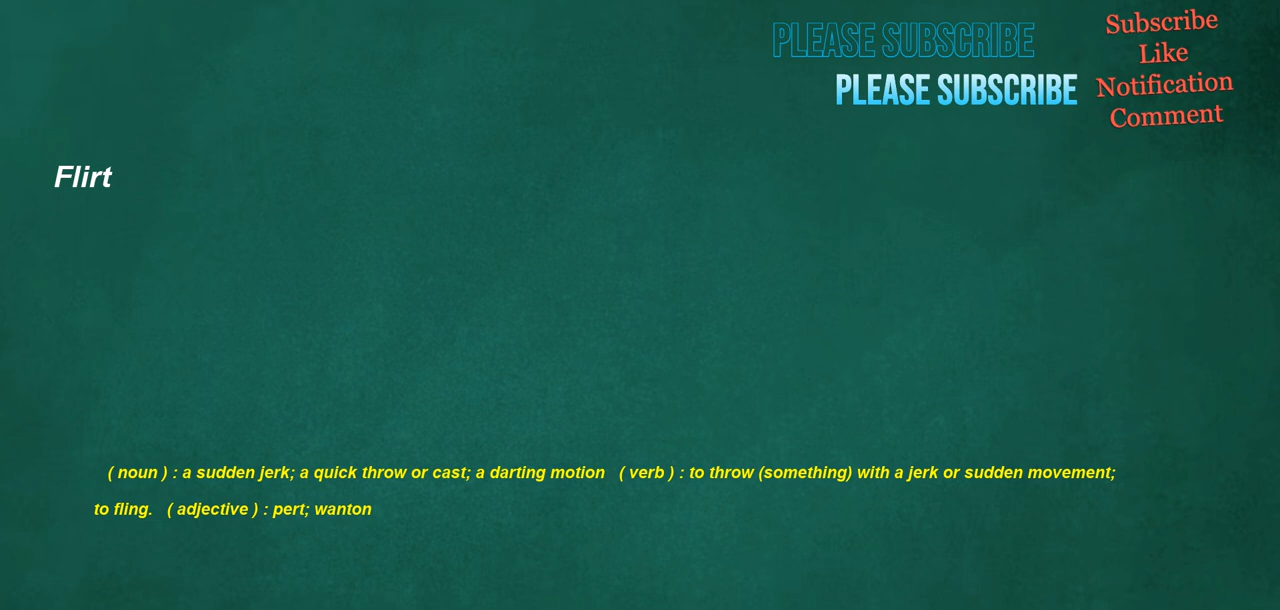 PLEASE SUBSCRIBE
PLEASE SUBSCRIBE
Subscribe
Like
Notification
Comment
Flirt
( noun ) : a sudden jerk; a quick throw or cast; a darting motion ( verb ) : to throw (something) with a jerk or sudden movement;
to fling. ( adjective ) : pert; wanton